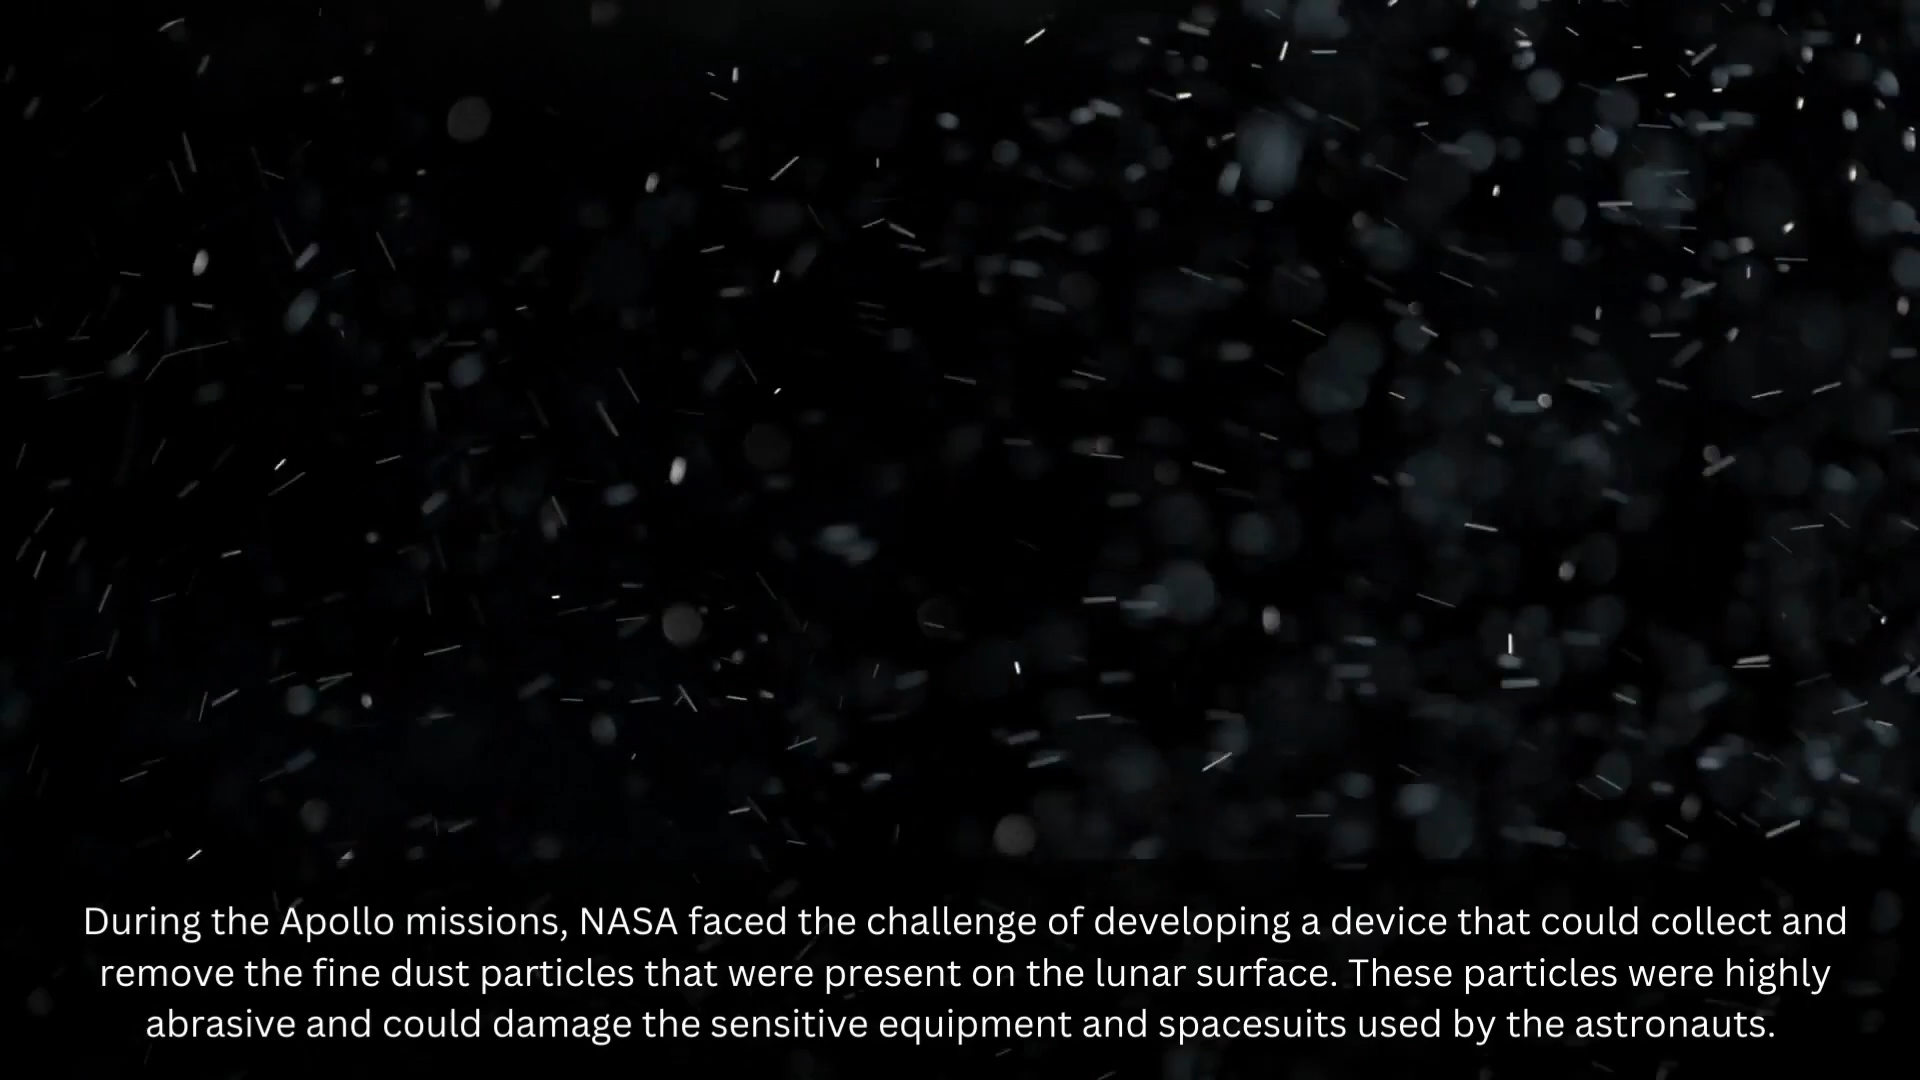 During the Apollo missions, NASA faced the challenge of developing a device that could collect and
remove the fine dust particles that were present on the lunar surface. These particles were highly
abrasive and could damage the sensitive equipment and spacesuits used by the astronauts.